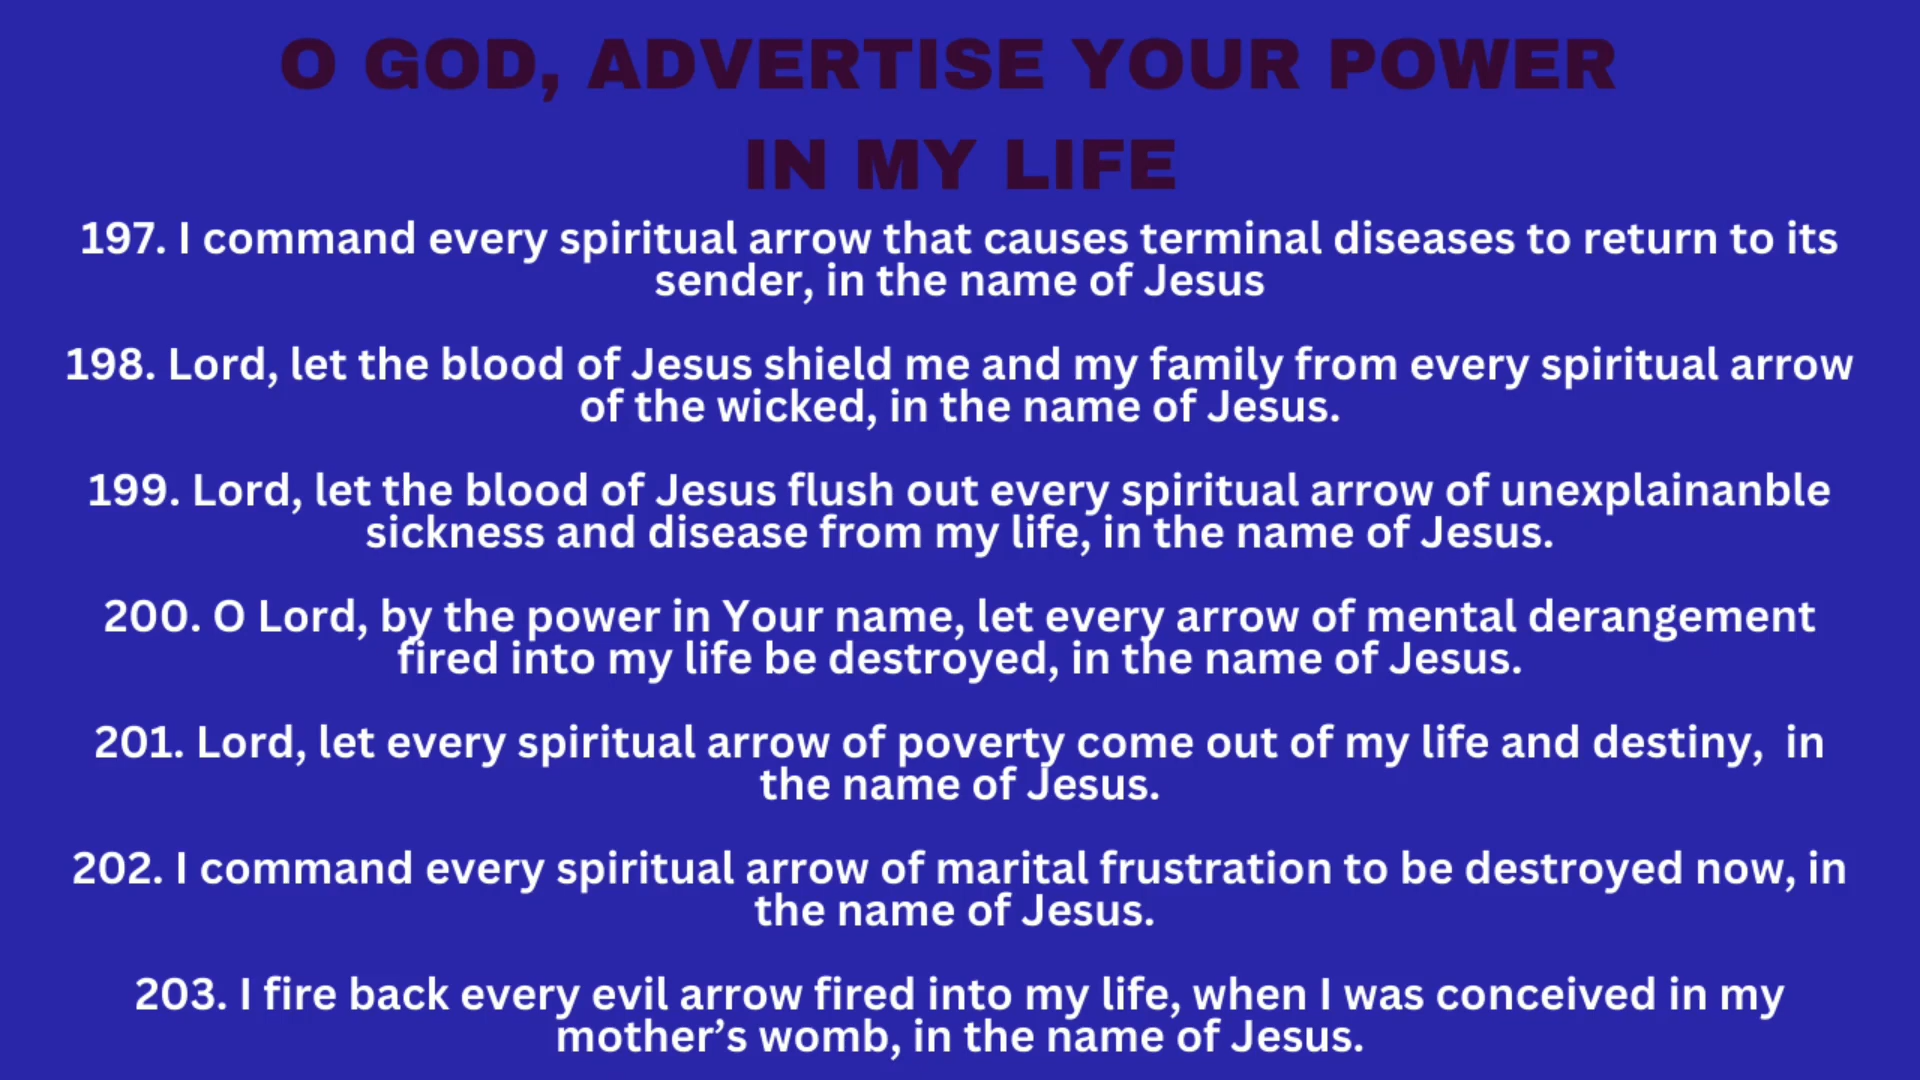 O GOD, ADVERTISE YOUR POWER
IN MY LIFE
197. I command every spiritual arrow that causes terminal diseases to return to its
sender, in the name of Jesus
198. Lord, let the blood of Jesus shield me and my family from every spiritual arrow
of the wicked, in the name of Jesus.
199. Lord, let the blood of Jesus flush out every spiritual arrow of unexplainanble
sickness and disease from my life, in the name of Jesus.
200. O Lord, by the power in Your name, let every arrow of mental derangement
fired into my life be destroyed, in the name of Jesus.
201. Lord, let every spiritual arrow of poverty come out of my life and destiny,  in
the name of Jesus.
202. I command every spiritual arrow of marital frustration to be destroyed now, in
the name of Jesus.
203. I fire back every evil arrow fired into my life, when I was conceived in my
mother’s womb, in the name of Jesus.